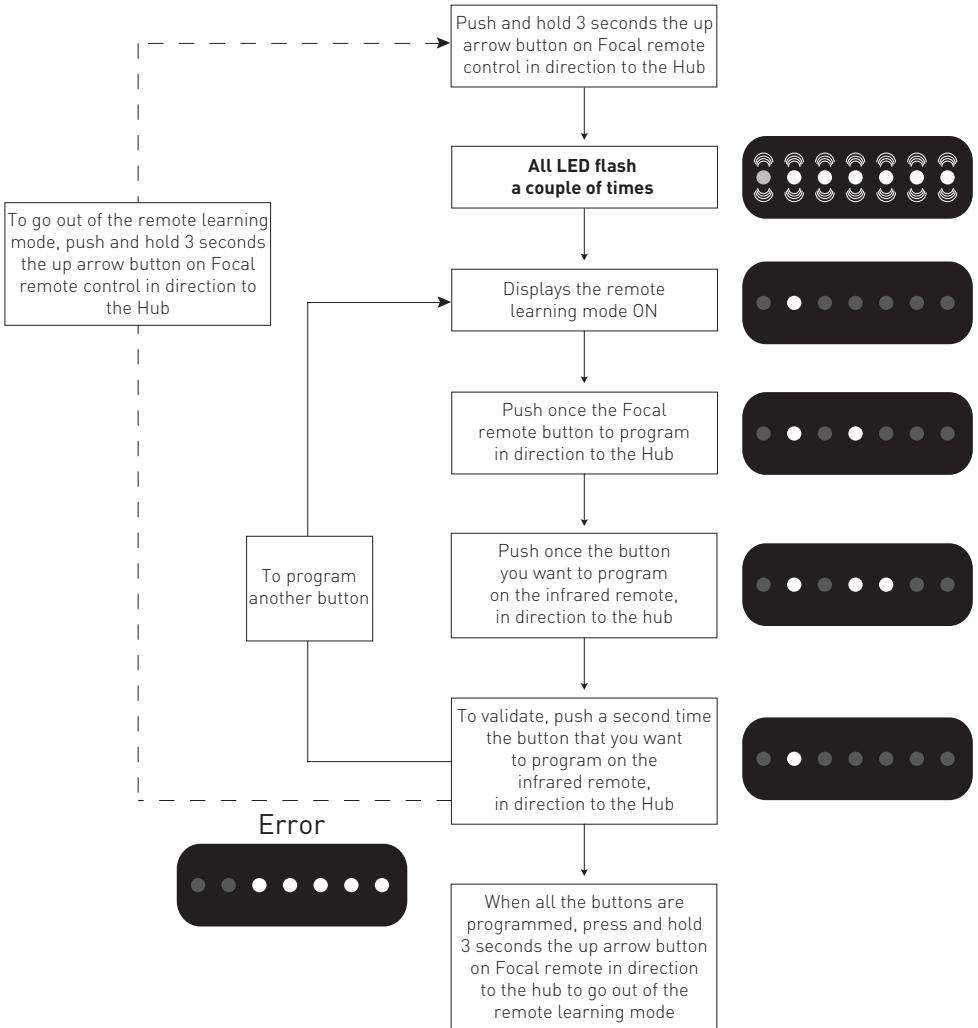 Push and hold 3 seconds the up
arrow button on Focal remote
control in direction to the Hub
All LED flash
a couple of times
To go out of the remote learning
mode, push and hold 3 seconds
the up arrow button on Focal
remote control in direction to
the Hub
Displays the remote
learning mode ON
Push once the Focal
remote button to program
in direction to the Hub
Push once the button
you want to program
on the infrared remote,
in direction to the hub
To program
another button
To validate, push a second time
the button that you want
to program on the
infrared remote,
in direction to the Hub
Error
When all the buttons are
programmed, press and hold
3 seconds the up arrow button
on Focal remote in direction
to the hub to go out of the
remote learning mode